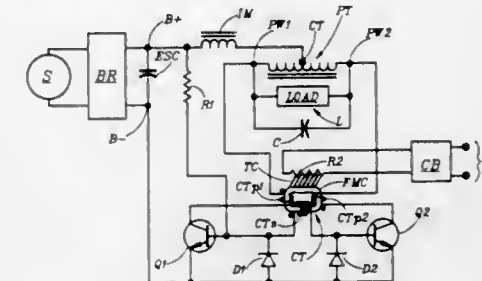 IM
B+
PW1
CT
PT
PW2
ESC
S
BR
R1
LOAD
L
B-
C
TC
R2
FMC
CB
CTp1
CTs
CTp2
Q2
Q1
D1
CT
D2